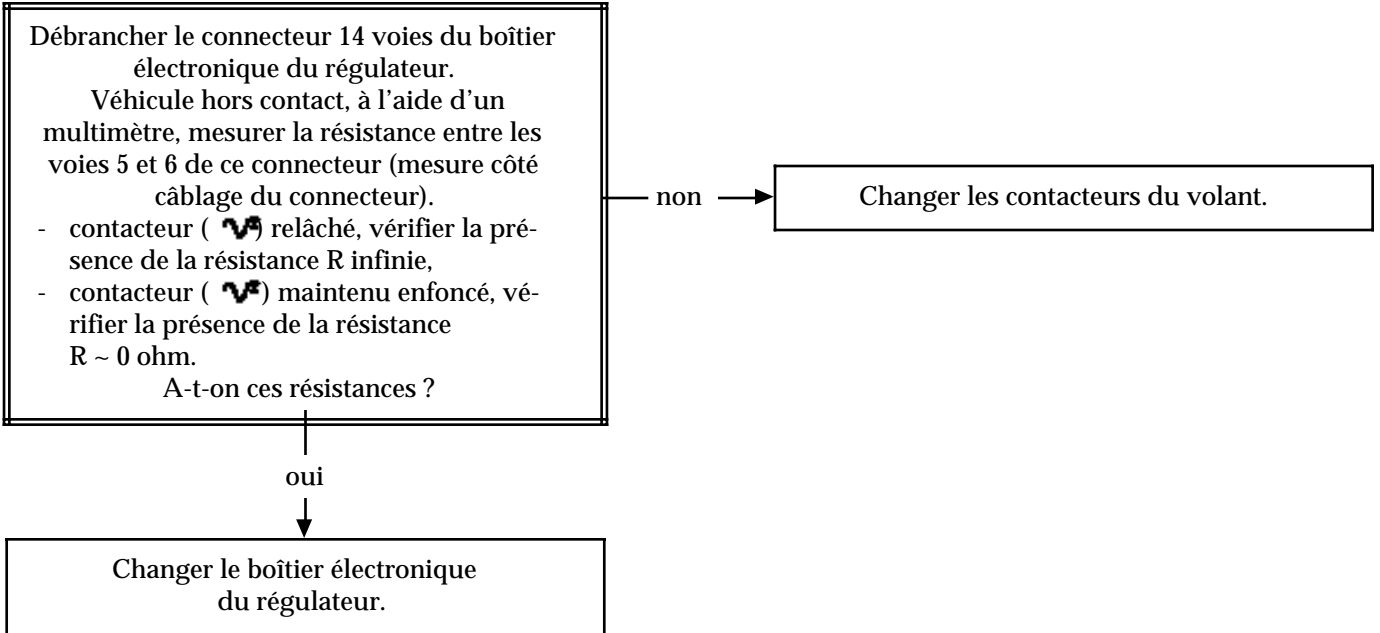 Débrancher le connecteur 14 voies du boîtier
électronique du régulateur.
Véhicule hors contact, à l'aide d'un
multimètre, mesurer la résistance entre les
voies 5 et 6 de ce connecteur (mesure côté
câblage du connecteur).
- contacteur ( ) relâché, vérifier la pré-
sence de la résistance R infinie,
- contacteur ( ) maintenu enfoncé, vé-
rifier la présence de la résistance
R ~ 0 ohm.
A-t-on ces résistances ?
non
Changer les contacteurs du volant.
oui
Changer le boîtier électronique
du régulateur.